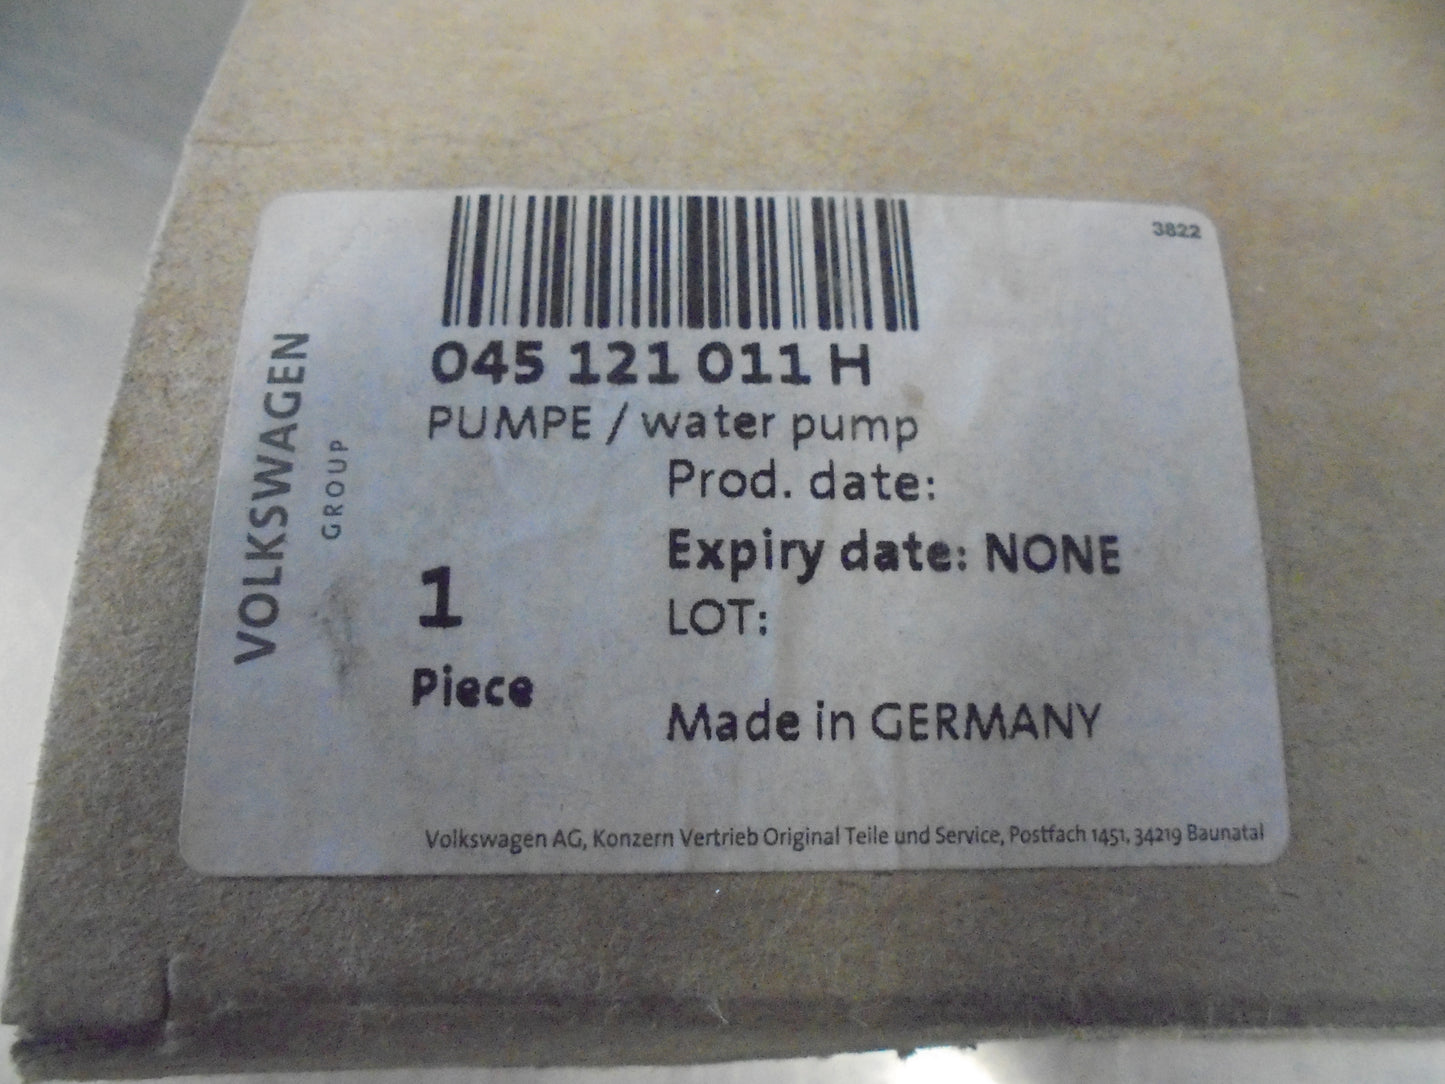 3822
VOLKSWAGEN
GROUP
045 121 011 H
PUMPE / water pump
Prod. date:
Expiry date: NONE
1
LOT:
Piece
Made in GERMANY
Volkswagen AG, Konzern Vertrieb Original Teile und Service, Postfach 1451, 34219 Baunatal